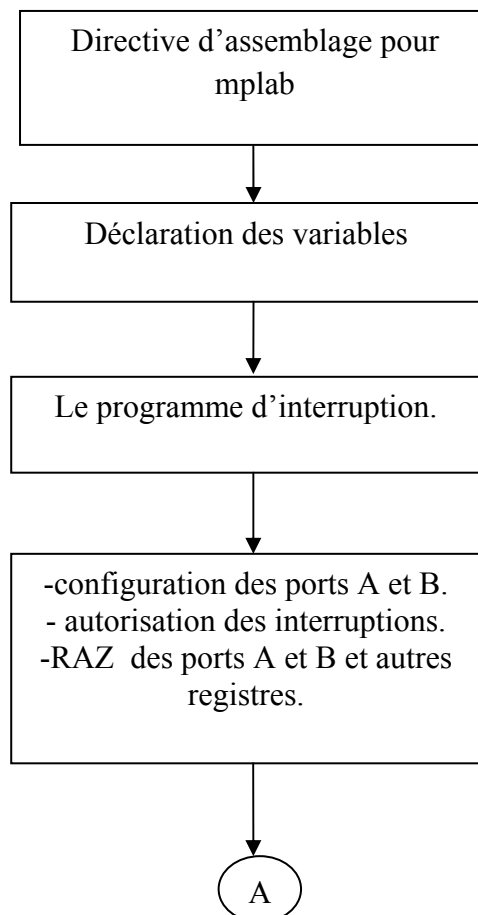 Directive d’assemblage pour
mplab
Déclaration des variables
Le programme d’interruption.
-configuration des ports A et B.
- autorisation des interruptions.
-RAZ  des ports A et B et autres
registres.
A